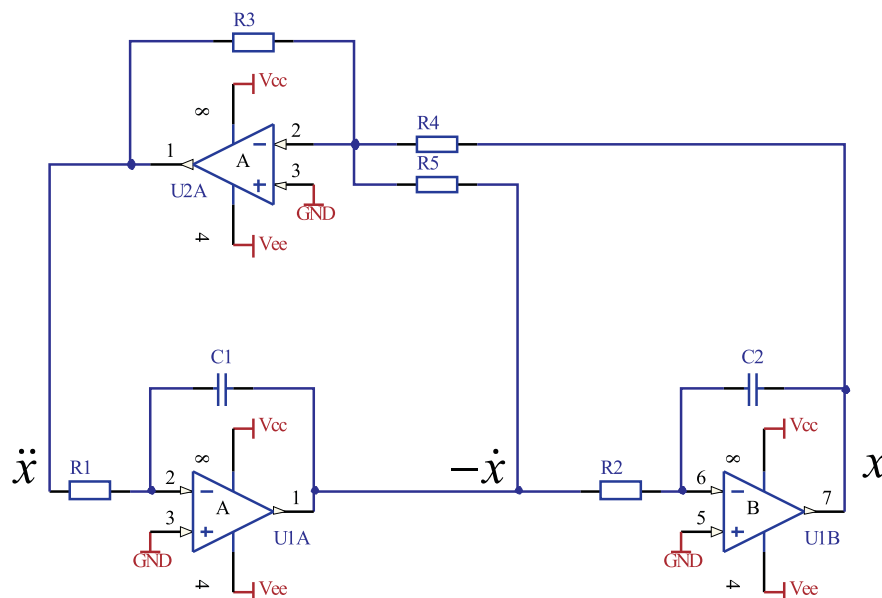 R3
Vcc
8
2
R4
1
A
3
R5
U2A
GND
4
Vee
C1
C2
Vcc
Vcc
ẍ
R1
8
2
1
−ẋ
R2
8
6
7
x
A
3
U1A
B
5
U1B
GND
GND
4
Vee
4
Vee